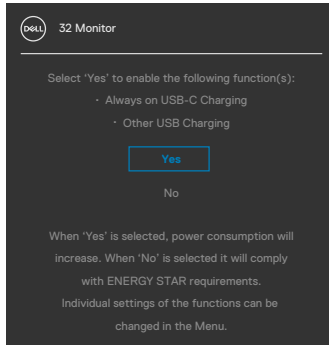 DELL
32 Monitor
Select ‘Yes’ to enable the following function(s):
· Always on USB-C Charging
· Other USB Charging
Yes
No
When ‘Yes’ is selected, power consumption will
increase. When ‘No’ is selected it will comply
with ENERGY STAR requirements.
Individual settings of the functions can be
changed in the Menu.